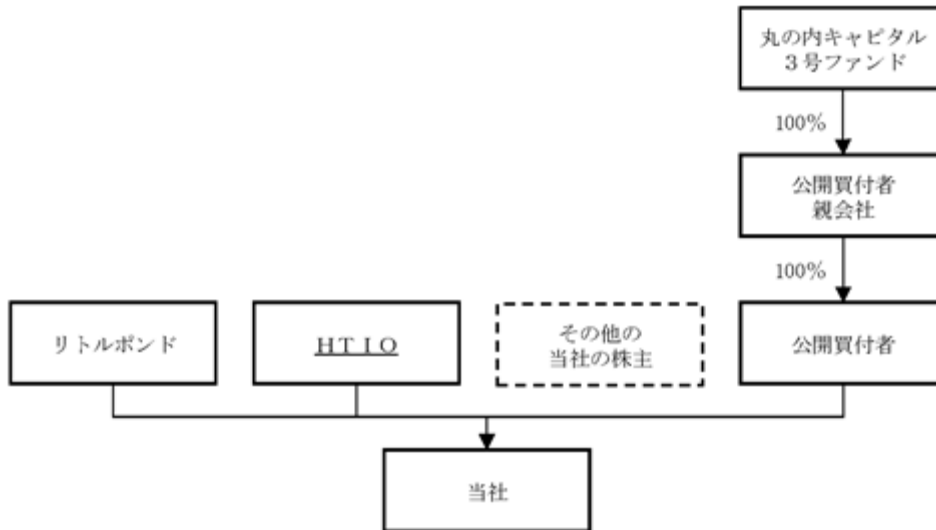 丸の内キャピタル
３号ファンド
100%
公開買付者
親会社
100%
リトルポンド
ＨＴＩＯ
その他の
当社の株主
公開買付者
当社